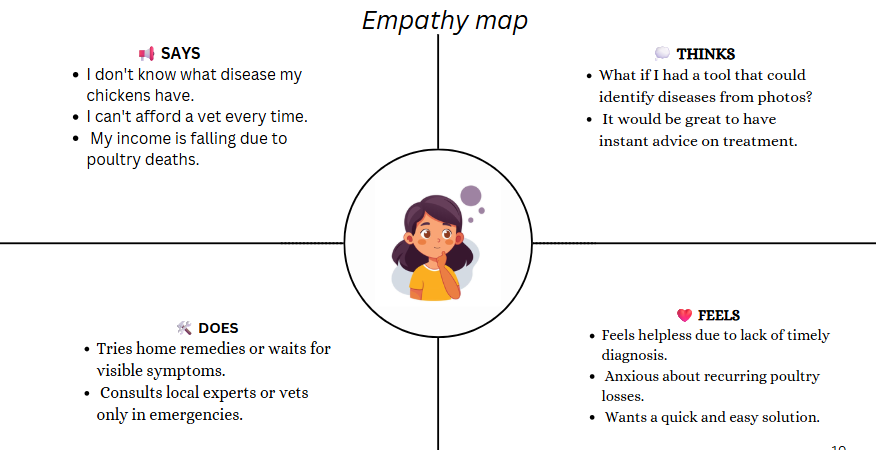 Empathy map
SAYS
I don't know what disease my
chickens have.
I can't afford a vet every time.
My income is falling due to
poultry deaths.
THINKS
What if I had a tool that could
identify diseases from photos?
It would be great to have
instant advice on treatment.
DOES
Tries home remedies or waits for
visible symptoms.
Consults local experts or vets
only in emergencies.
FEELS
Feels helpless due to lack of timely
diagnosis.
Anxious about recurring poultry
losses.
Wants a quick and easy solution.